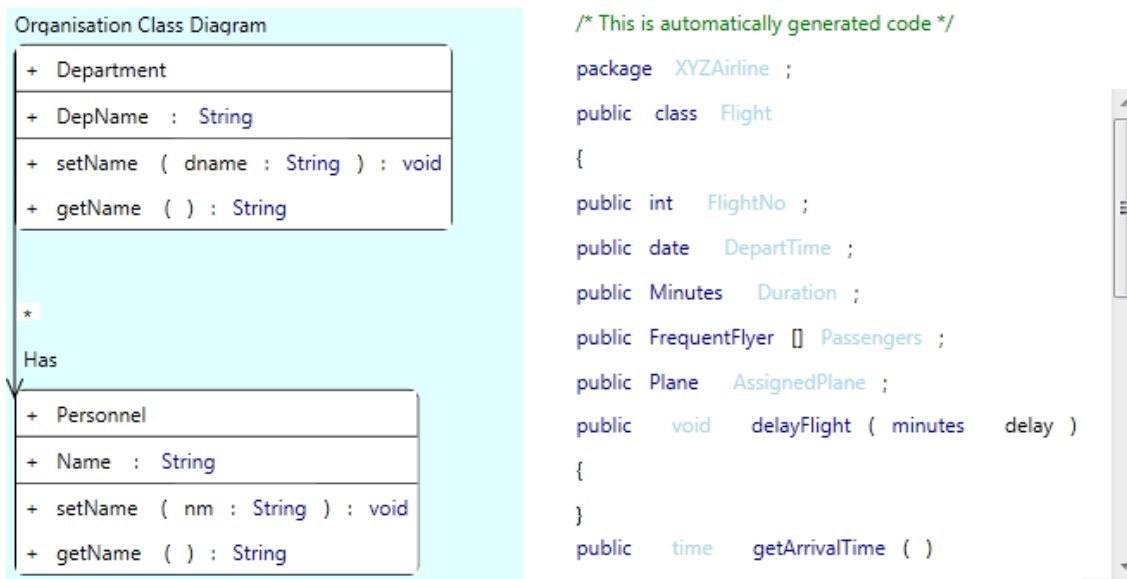 Organisation Class Diagram
+ Department
+ DepName : String
+ setName ( dname : String ) : void
+ getName ( ) : String
*
Has
+ Personnel
+ Name : String
+ setName ( nm : String ) : void
+ getName ( ) : String
/* This is automatically generated code */
package XYZAirline ;
public class Flight
{
public int FlightNo ;
public date DepartTime ;
public Minutes Duration ;
public FrequentFlyer [] Passengers ;
public Plane AssignedPlane ;
public void delayFlight ( minutes delay )
{
}
public time getArrivalTime ( )